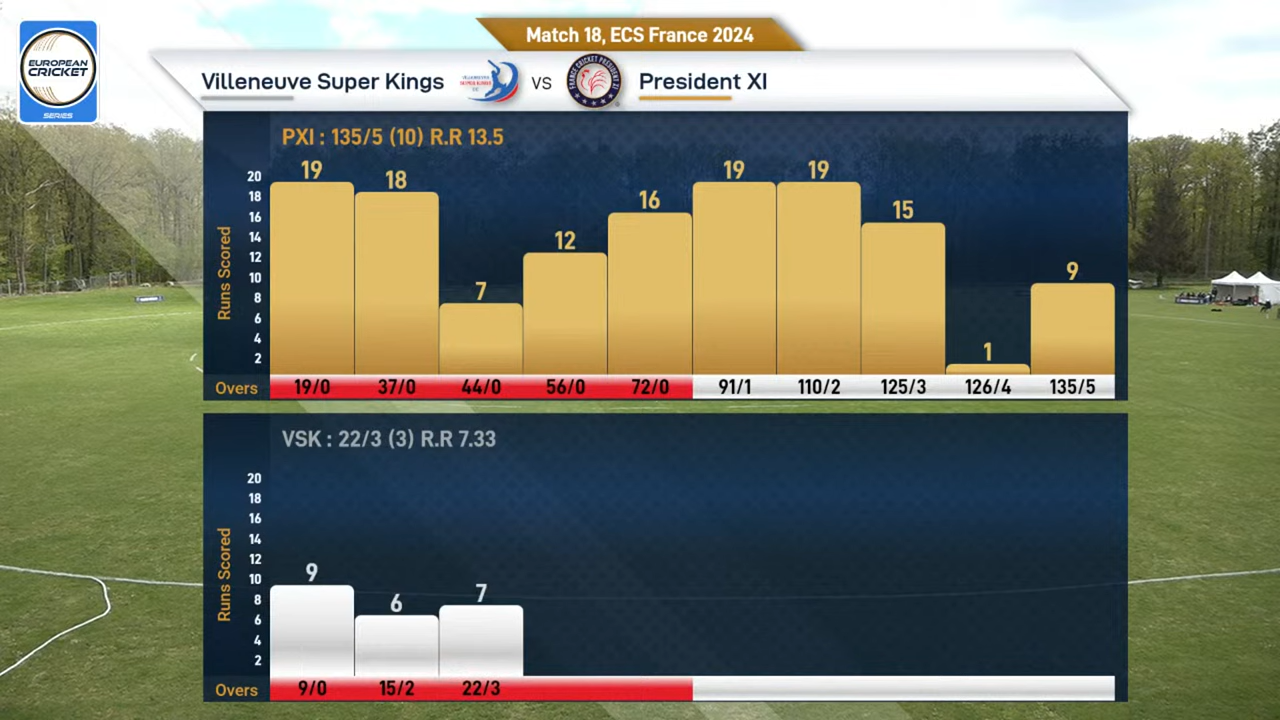 Match 18, ECS France 2024
EUROPEAN
CRICKET
SERIES
Villeneuve Super Kings VS President XI
PXI : 135/5 (10) R.R 13.5
Runs Scored
20
18
16
14
12
10
8
6
4
2
19 18 7 12 16 19 19 15 1 9
Overs 19/0 37/0 44/0 56/0 72/0 91/1 110/2 125/3 126/4 135/5
VSK : 22/3 (3) R.R 7.33
Runs Scored
20
18
16
14
12
10
8
6
4
2
9 6 7
Overs 9/0 15/2 22/3